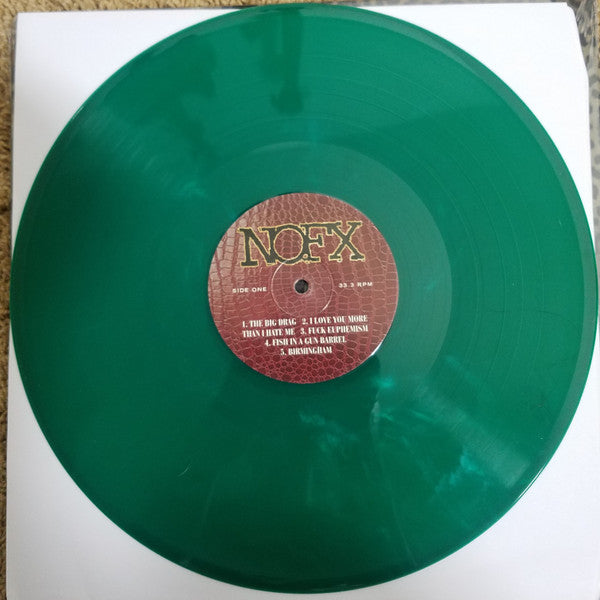 NOFX
SIDE ONE 33.3 RPM
1. THE BIG DRAG 2. I LOVE YOU MORE
THAN I HATE ME 3. FUCK EUPHEMISM
4. FISH IN A GUN BARREL
5. BIRMINGHAM